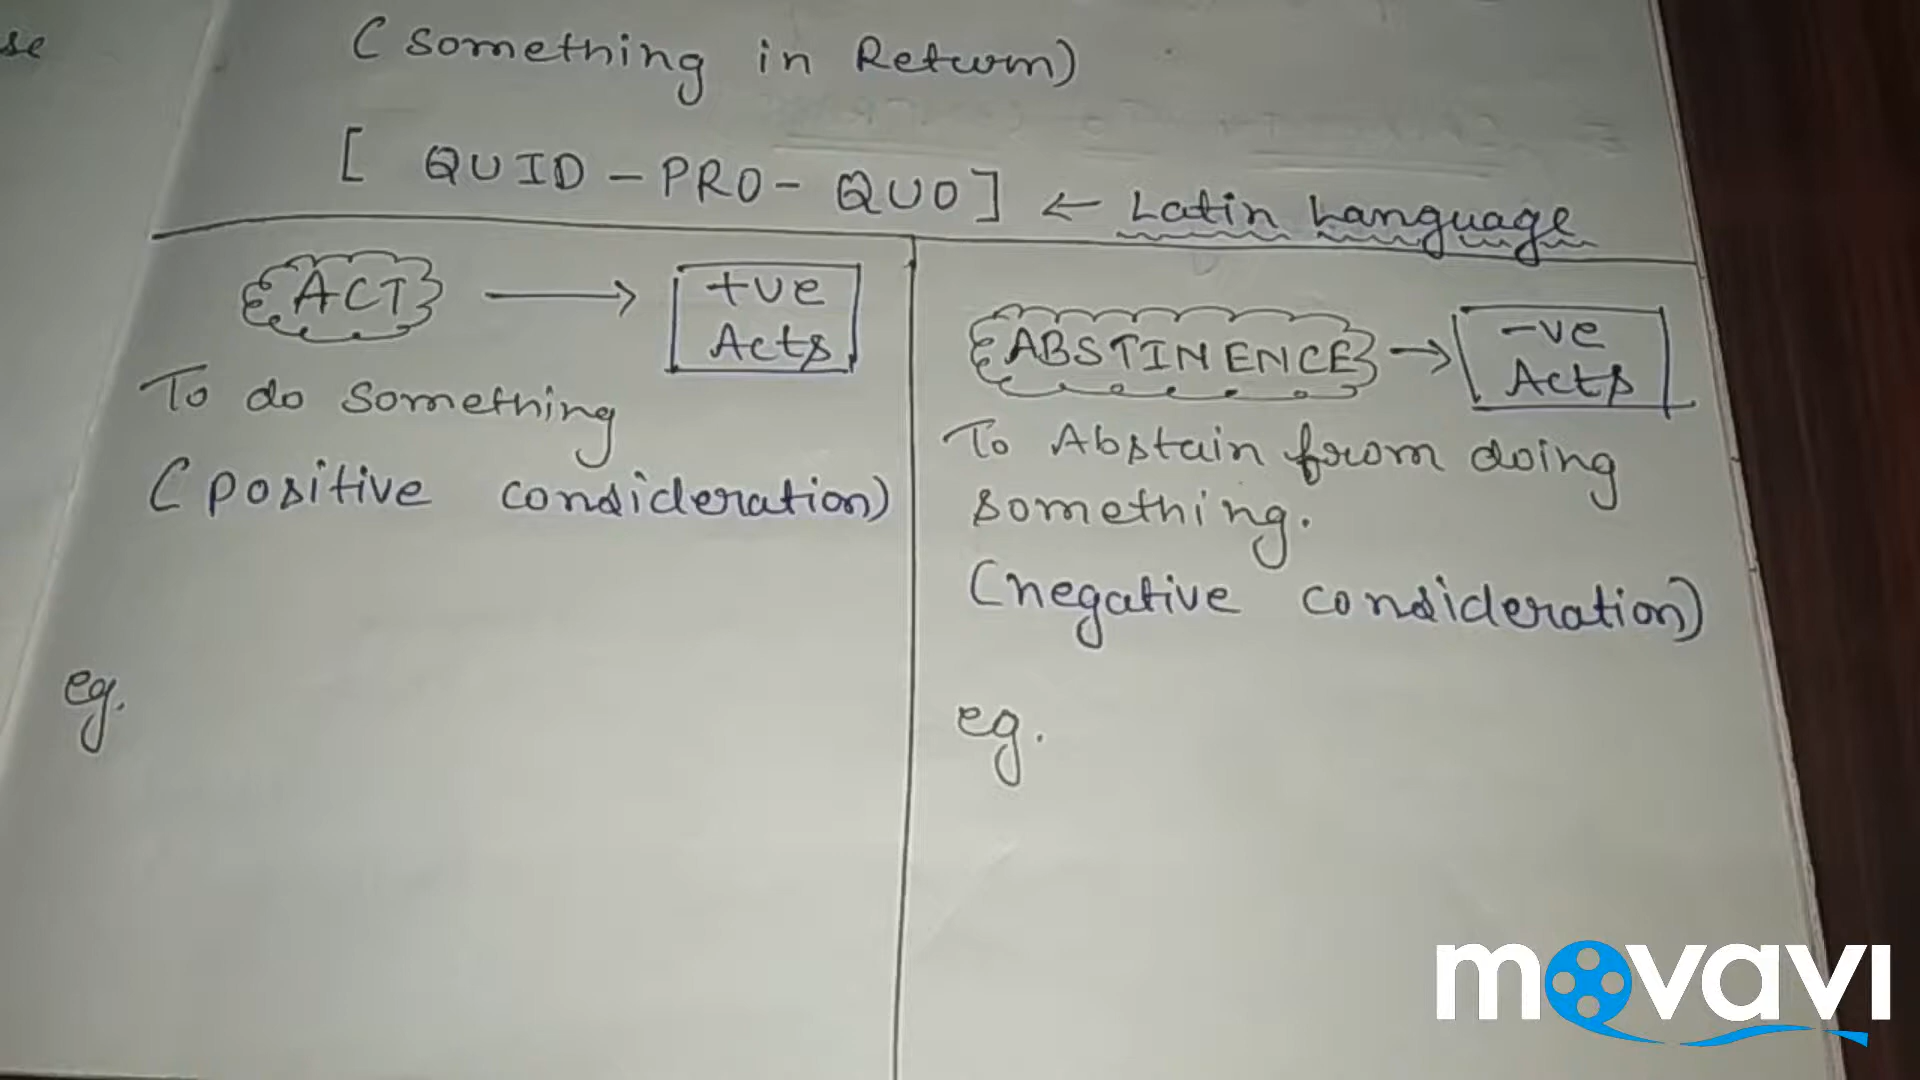 se
(Something in Return)
[QUID-PRO-QUO] ← Latin Language
ACT → +ve Acts
To do something
(positive consideration)
eg.
ABSTINENCE → -ve Acts
To Abstain from doing
something.
(negative consideration)
eg.
movavi